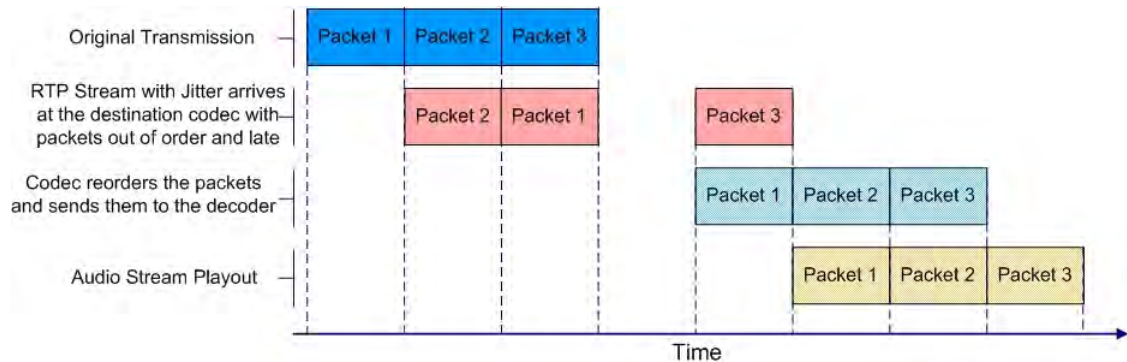 Original Transmission
Packet 1 Packet 2 Packet 3
RTP Stream with Jitter arrives
at the destination codec with
packets out of order and late
Packet 2 Packet 1 Packet 3
Codec reorders the packets
and sends them to the decoder
Packet 1 Packet 2 Packet 3
Audio Stream Playout
Packet 1 Packet 2 Packet 3
Time